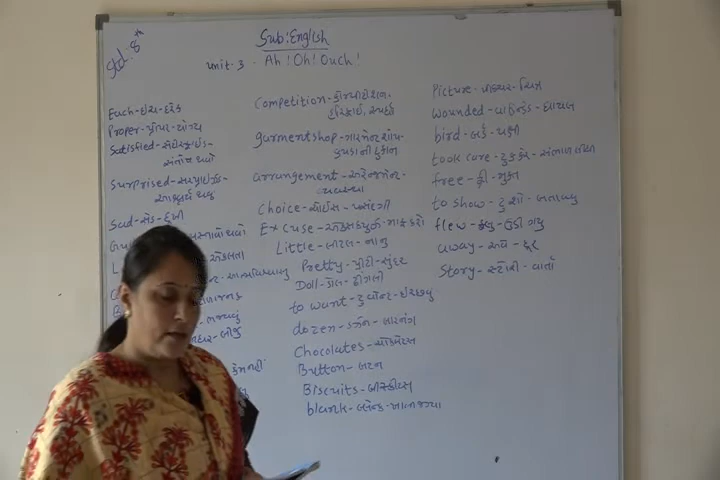 Std: 8th
Sub: English
Unit. 3 . Ah ! Oh ! Ouch !
Each - ઈચ - દરેક
Proper - પ્રોપર - યોગ્ય
Satisfied - સેટિસ્ફાઈડ -
સંતોષ થવો
Surprised - સરપ્રાઈઝ્ડ -
આશ્ચર્ય થવું
Sad - સેડ - દુઃખી
Competition - કોમ્પીટીશન -
હરિફાઈ, સ્પર્ધા
garmentshop - ગારમેન્ટ શોપ -
કપડાની દુકાન
arrangement - અરેન્જમેન્ટ -
વ્યવસ્થા
Choice - ચોઈસ - પસંદગી
Excuse - એક્સક્યુઝ - માફ કરો
Little - લીટલ - નાનુ
Pretty - પ્રીટી - સુંદર
Doll - ડોલ - ઢીંગલી
to want - ટુ વોન્ટ - ઈચ્છવું
dozen - ડઝન - બાર નંગ
Chocolates - ચોકલેટ્સ
Button - બટન
Biscuits - બીસ્કીટ્સ
blank - બ્લેન્ક - ખાલી જગ્યા
Picture - પીક્ચર - ચિત્ર
wounded - વાઉન્ડેડ - ઘાયલ
bird - બર્ડ - પક્ષી
took care - ટુક કેર - સંભાળ લીધી
free - ફ્રી - મુક્ત
to show - ટુ શો - બતાવવુ
flew - ફ્લુ - ઉડી ગયુ
away - અવે - દૂર
Story - સ્ટોરી - વાર્તા